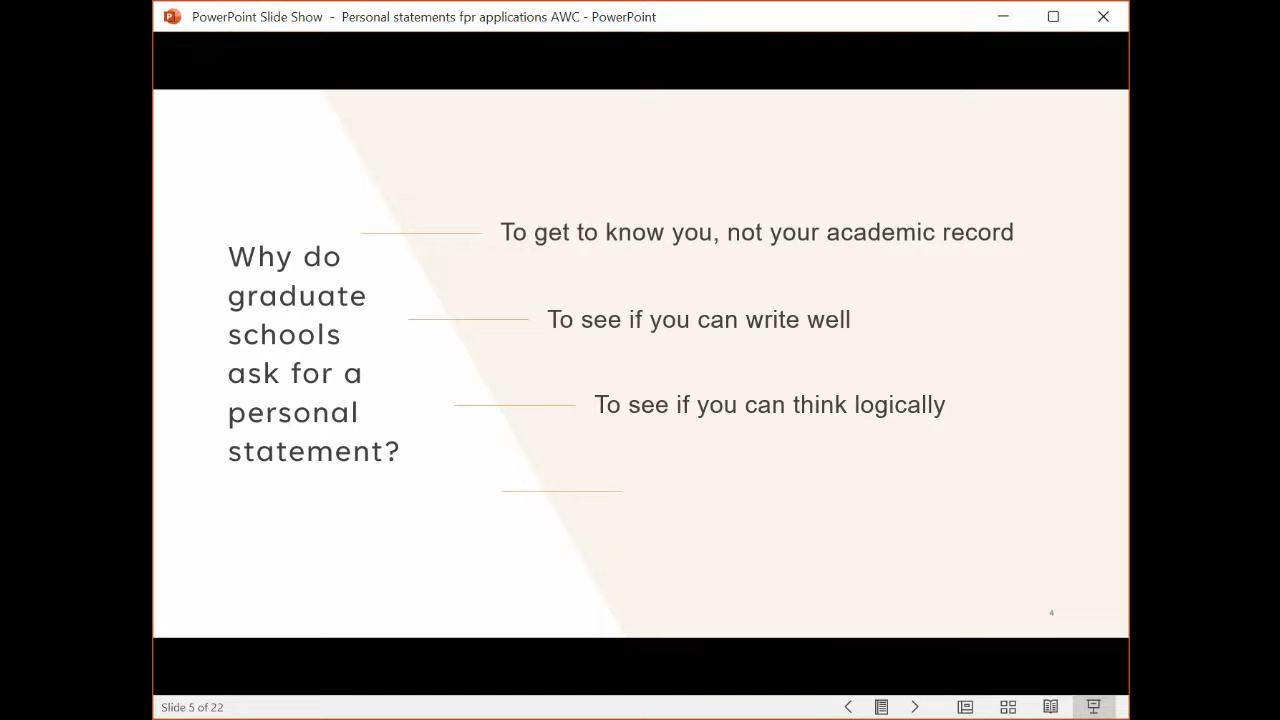 PowerPoint Slide Show - Personal statements fpr applications AWC - PowerPoint
Why do
graduate
schools
ask for a
personal
statement?
To get to know you, not your academic record
To see if you can write well
To see if you can think logically
4
Slide 5 of 22